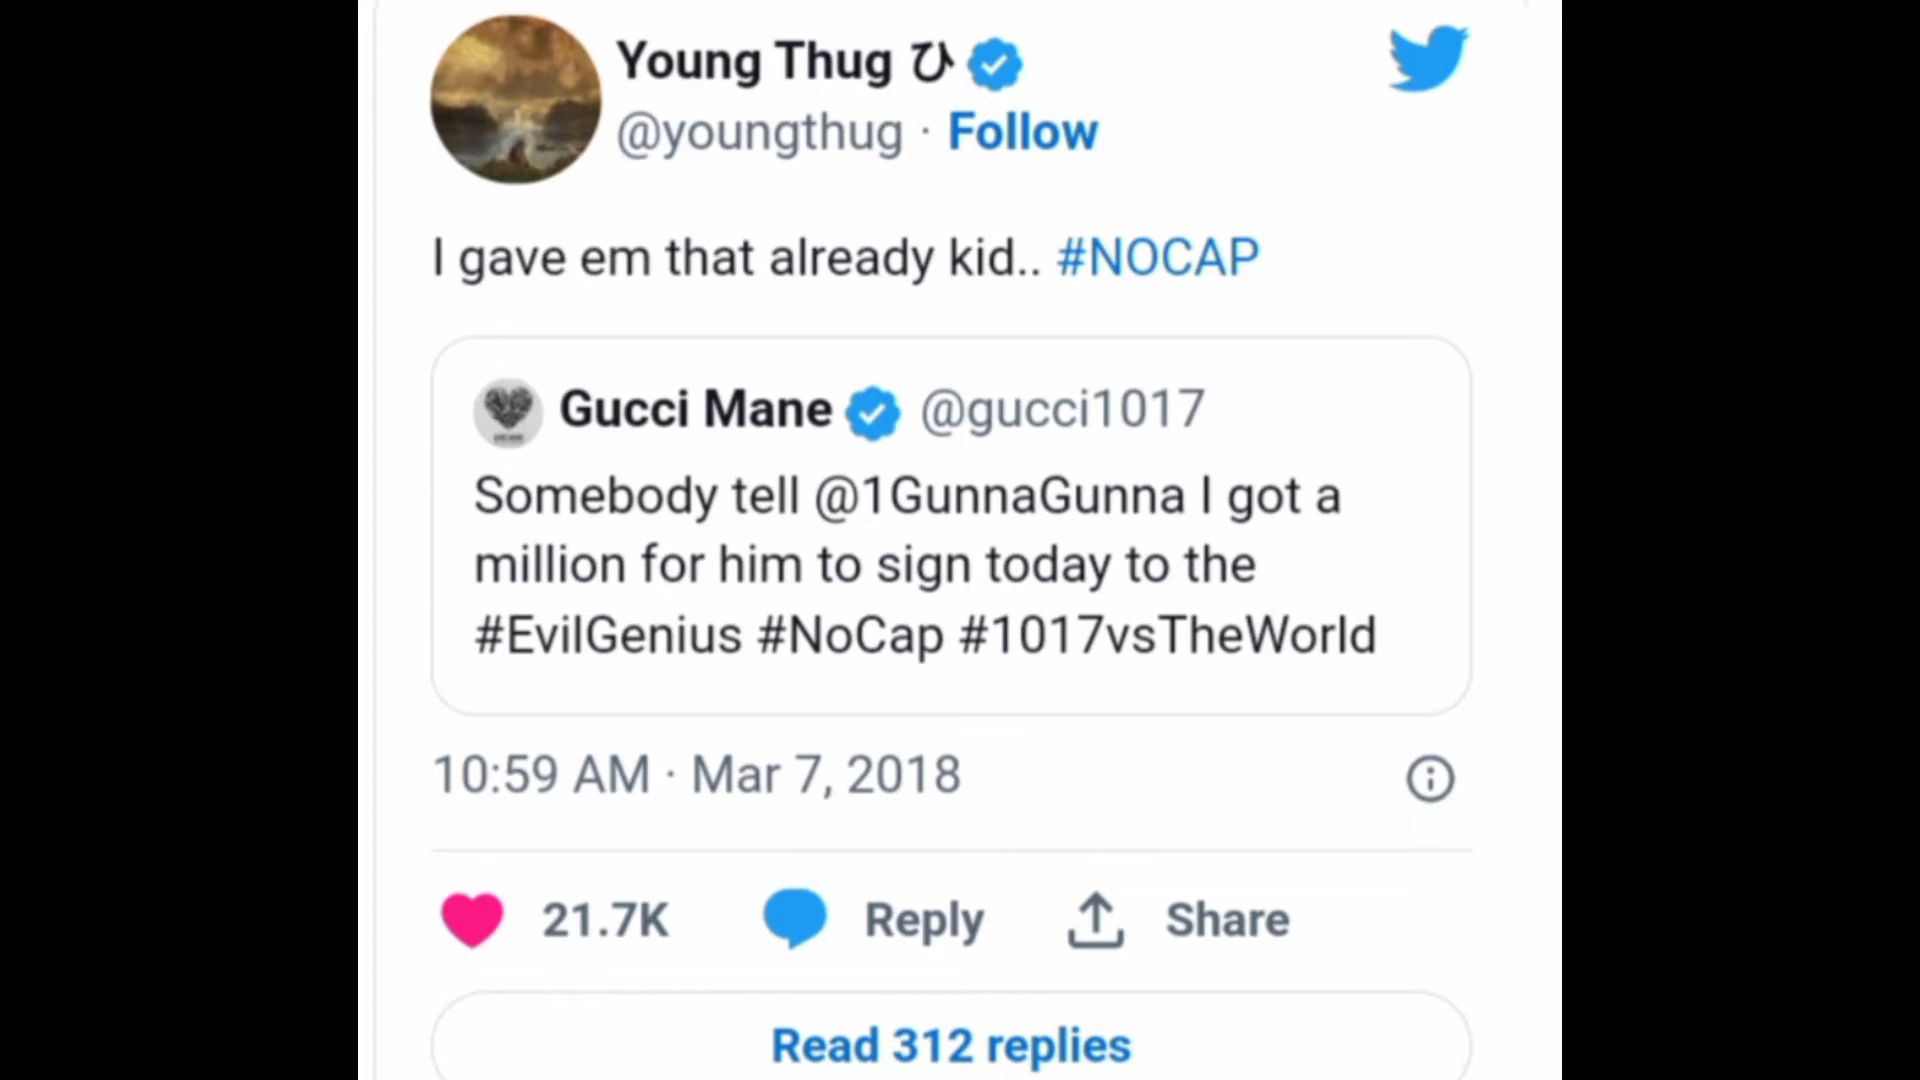 Young Thug ひ
@youngthug · Follow
I gave em that already kid.. #NOCAP
Gucci Mane @gucci1017
Somebody tell @1GunnaGunna I got a
million for him to sign today to the
#EvilGenius #NoCap #1017vsTheWorld
10:59 AM · Mar 7, 2018
21.7K Reply Share
Read 312 replies